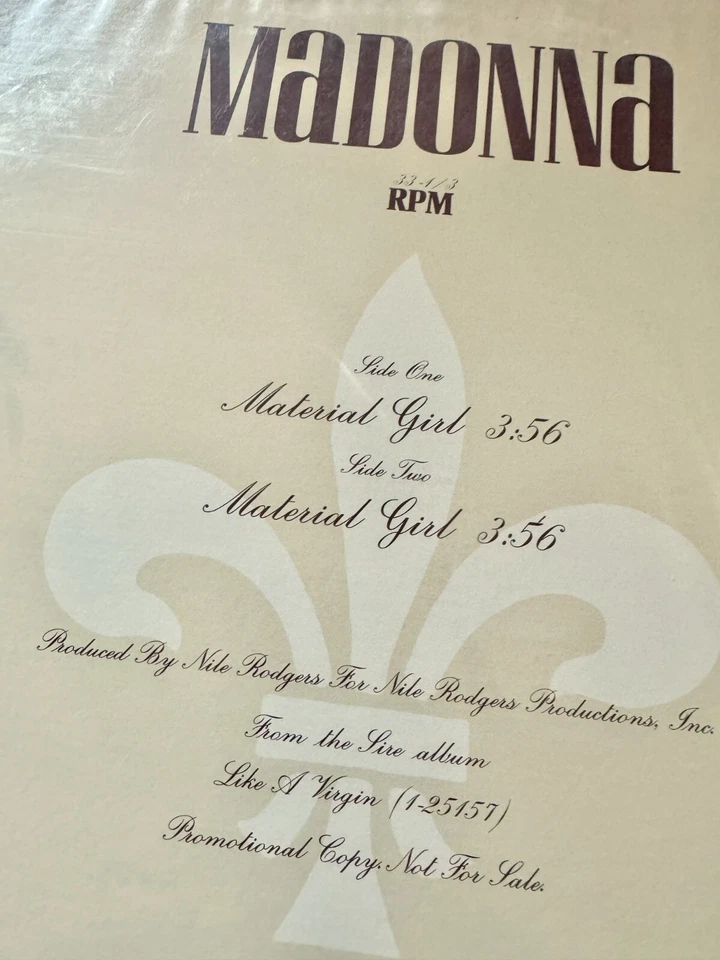 MaDONNa
33-1/3
RPM
Side One
Material Girl 3:56
Side Two
Material Girl 3:56
Produced By Nile Rodgers For Nile Rodgers Productions, Inc.
From the Sire album
Like A Virgin (1-25157)
Promotional Copy. Not For Sale.